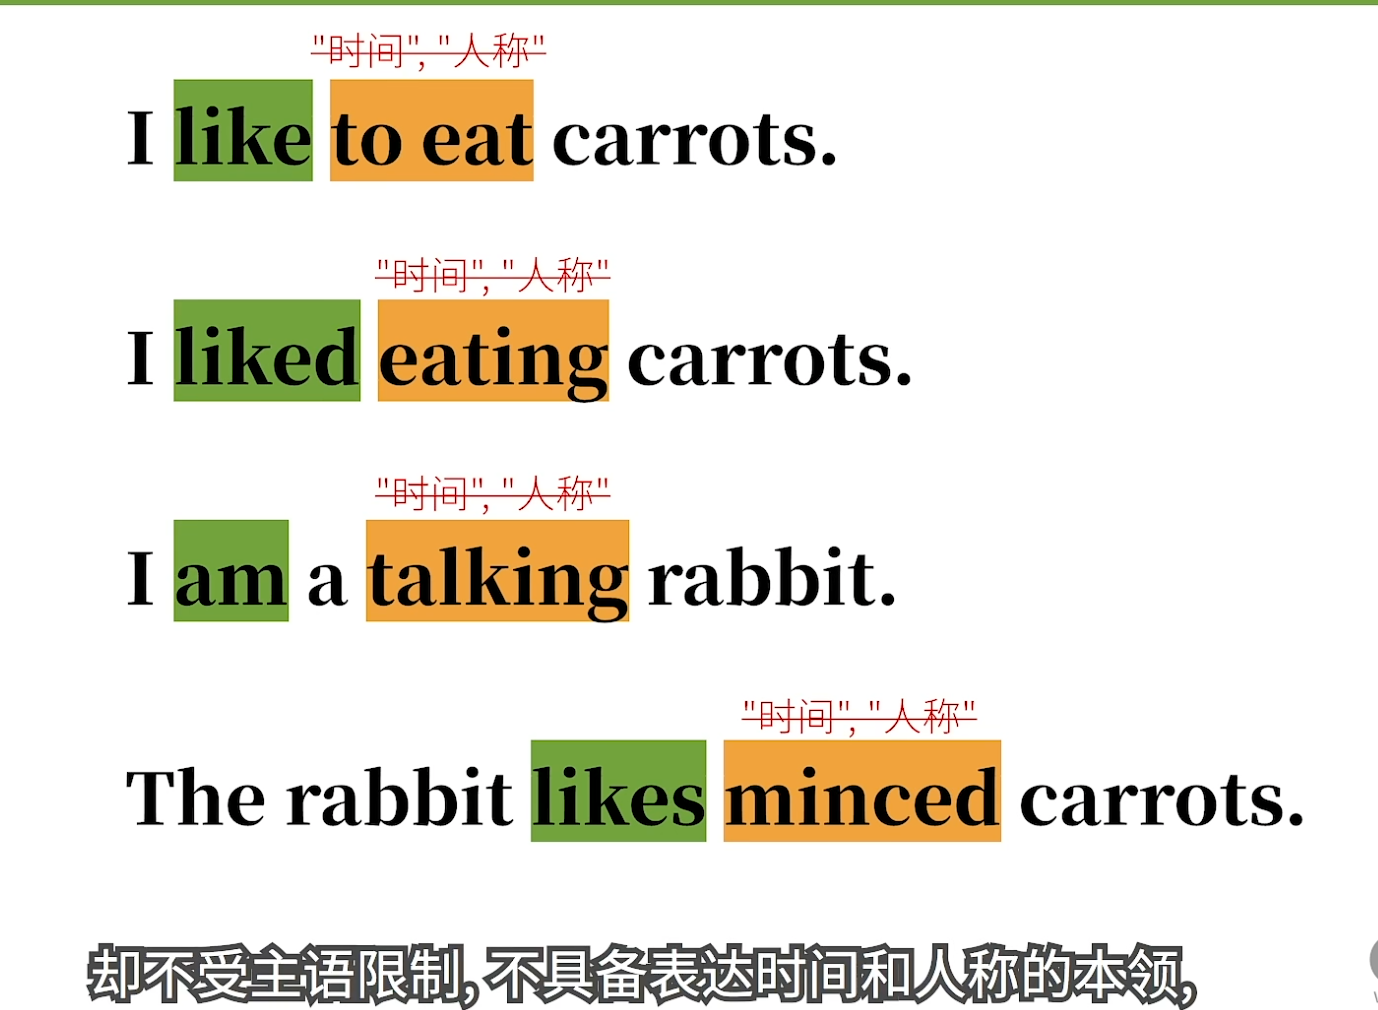 "时间", "人称"
I like to eat carrots.
"时间", "人称"
I liked eating carrots.
"时间", "人称"
I am a talking rabbit.
"时间", "人称"
The rabbit likes minced carrots.
却不受主语限制, 不具备表达时间和人称的本领,